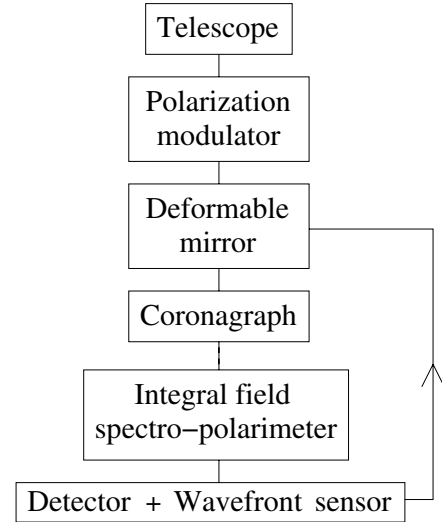 Telescope
Polarization
modulator
Deformable
mirror
Coronagraph
Integral field
spectro−polarimeter
Detector + Wavefront sensor